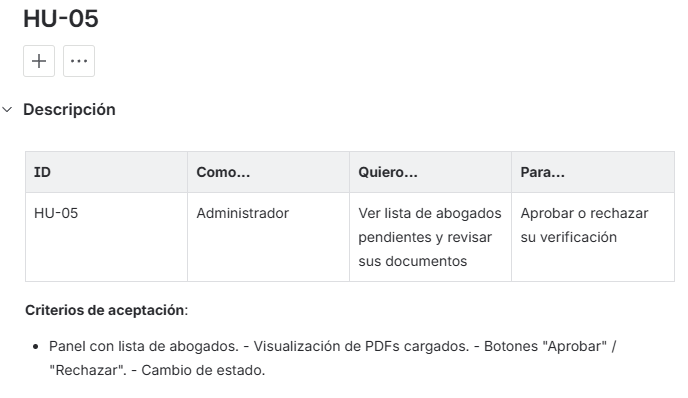 HU-05
Descripción
ID Como... Quiero... Para...
HU-05 Administrador Ver lista de abogados pendientes y revisar sus documentos Aprobar o rechazar su verificación
Criterios de aceptación:
• Panel con lista de abogados. - Visualización de PDFs cargados. - Botones "Aprobar" /
"Rechazar". - Cambio de estado.